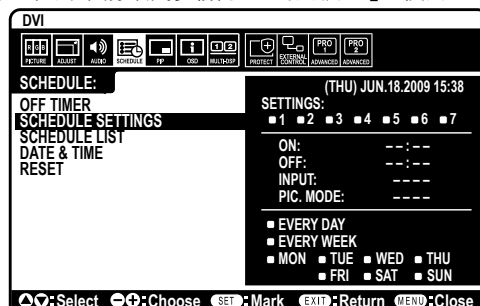 DVI
RGB
PICTURE ADJUST AUDIO SCHEDULE PIP OSD MULTI-DSP PROTECT EXTERNAL CONTROL PRO 1 ADVANCED PRO 2 ADVANCED
SCHEDULE:
OFF TIMER
SCHEDULE SETTINGS
SCHEDULE LIST
DATE & TIME
RESET
(THU) JUN.18.2009 15:38
SETTINGS:
1 2 3 4 5 6 7
ON: --:--
OFF: --:--
INPUT: ----
PIC. MODE: ----
EVERY DAY
EVERY WEEK
MON TUE WED THU
FRI SAT SUN
:Select :Choose SET:Mark EXIT:Return MENU:Close